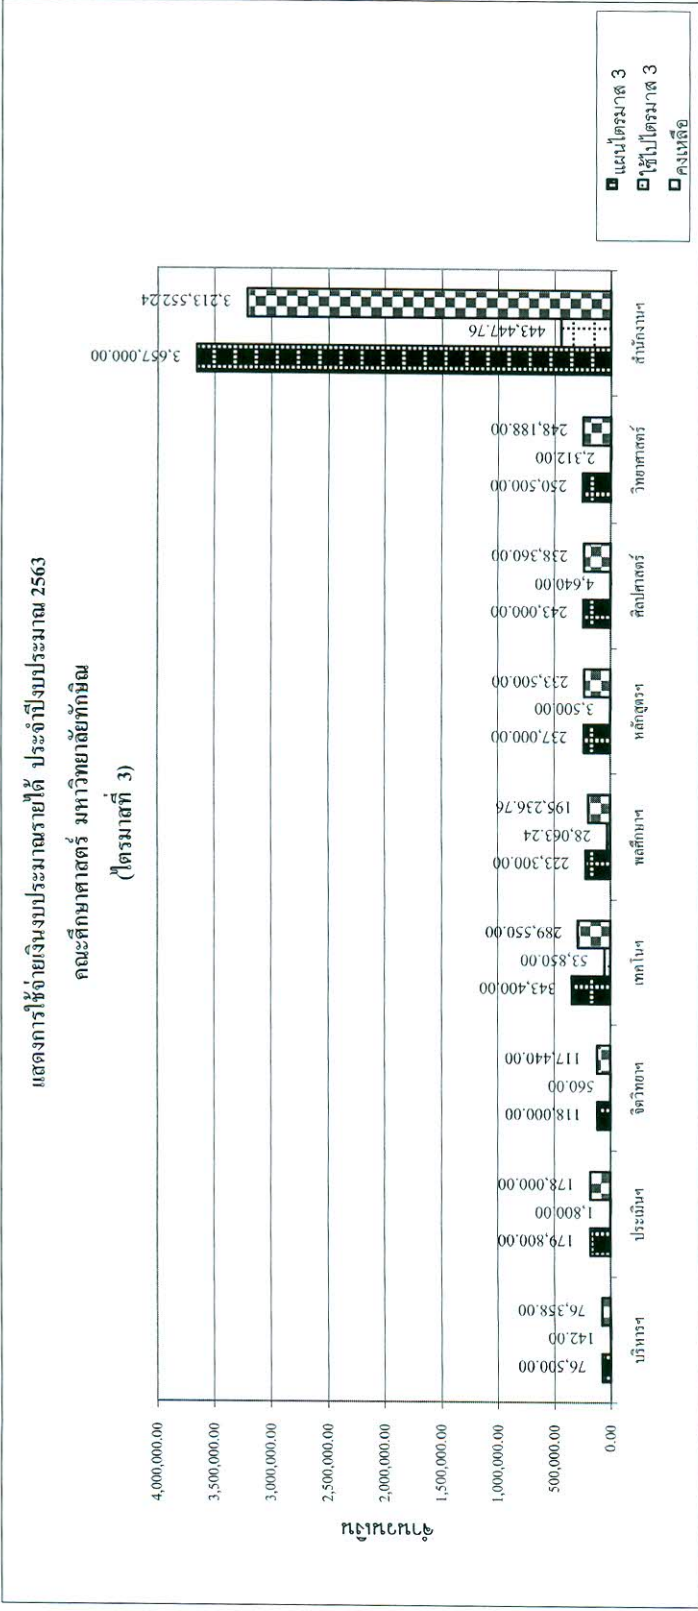 แสดงการใช้จ่ายเงินงบประมาณรายได้ ประจำปีงบประมาณ 2563
คณะศึกษาศาสตร์ มหาวิทยาลัยทักษิณ
(ไตรมาสที่ 3)
จำนวนเงิน
4,000,000.00
3,500,000.00
3,000,000.00
2,500,000.00
2,000,000.00
1,500,000.00
1,000,000.00
500,000.00
0.00
76,500.00
142.00
76,358.00
179,800.00
1,800.00
178,000.00
118,000.00
560.00
117,440.00
343,400.00
53,850.00
289,550.00
223,300.00
28,063.24
195,236.76
237,000.00
3,500.00
233,500.00
243,000.00
4,640.00
238,360.00
250,500.00
2,312.00
248,188.00
3,657,000.00
443,447.76
3,213,552.24
บริหารฯ
ประเมินฯ
จิตวิทยาฯ
เทคโนฯ
พลศึกษาฯ
หลักสูตรฯ
ศิลปศาสตร์
วิทยาศาสตร์
สำนักงานฯ
แผนไตรมาส 3
ใช้ไปไตรมาส 3
คงเหลือ